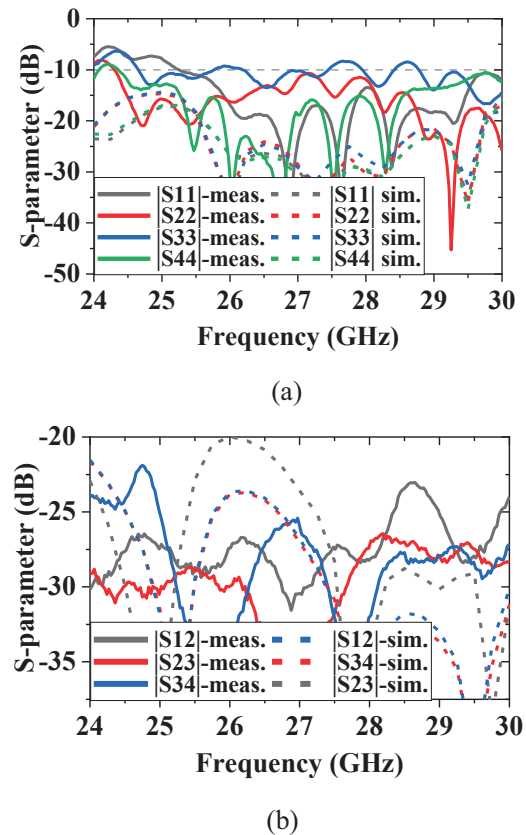 S-parameter (dB)
0
-10
-20
-30
-40
-50
|S11|-meas. |S11| sim.
|S22|-meas. |S22 sim.
|S33|-meas. |S33 sim.
|S44|-meas. |S44| sim.
24 25 26 27 28 29 30
Frequency (GHz)
(a)
S-parameter (dB)
-20
-25
-30
-35
|S12|-meas. |S12|-sim.
|S23|-meas. |S34|-sim.
|S34|-meas. |S23|-sim.
24 25 26 27 28 29 30
Frequency (GHz)
(b)